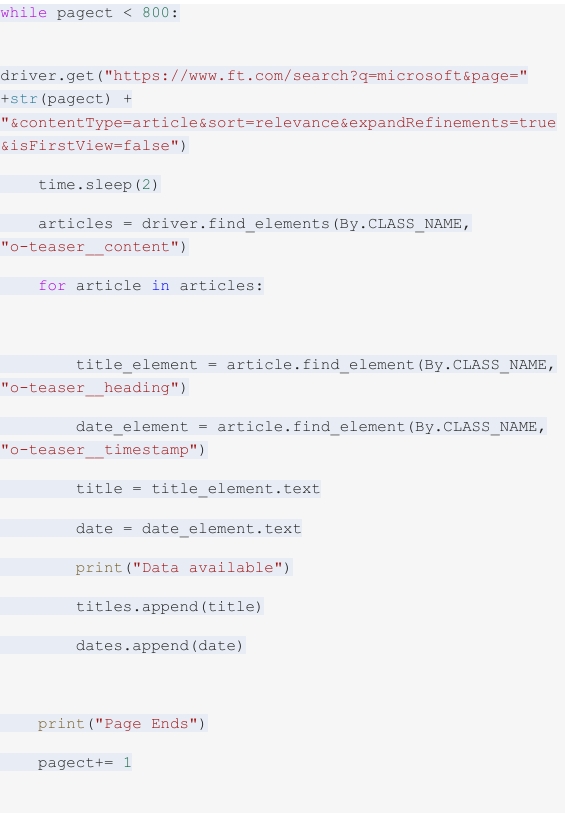 while pagect < 800:
driver.get("https://www.ft.com/search?q=microsoft&page="
+str(pagect) +
"&contentType=article&sort=relevance&expandRefinements=true
&isFirstView=false")
    time.sleep(2)
    articles = driver.find_elements(By.CLASS_NAME,
"o-teaser__content")
    for article in articles:
        title_element = article.find_element(By.CLASS_NAME,
"o-teaser__heading")
        date_element = article.find_element(By.CLASS_NAME,
"o-teaser__timestamp")
        title = title_element.text
        date = date_element.text
        print("Data available")
        titles.append(title)
        dates.append(date)
    print("Page Ends")
    pagect+= 1